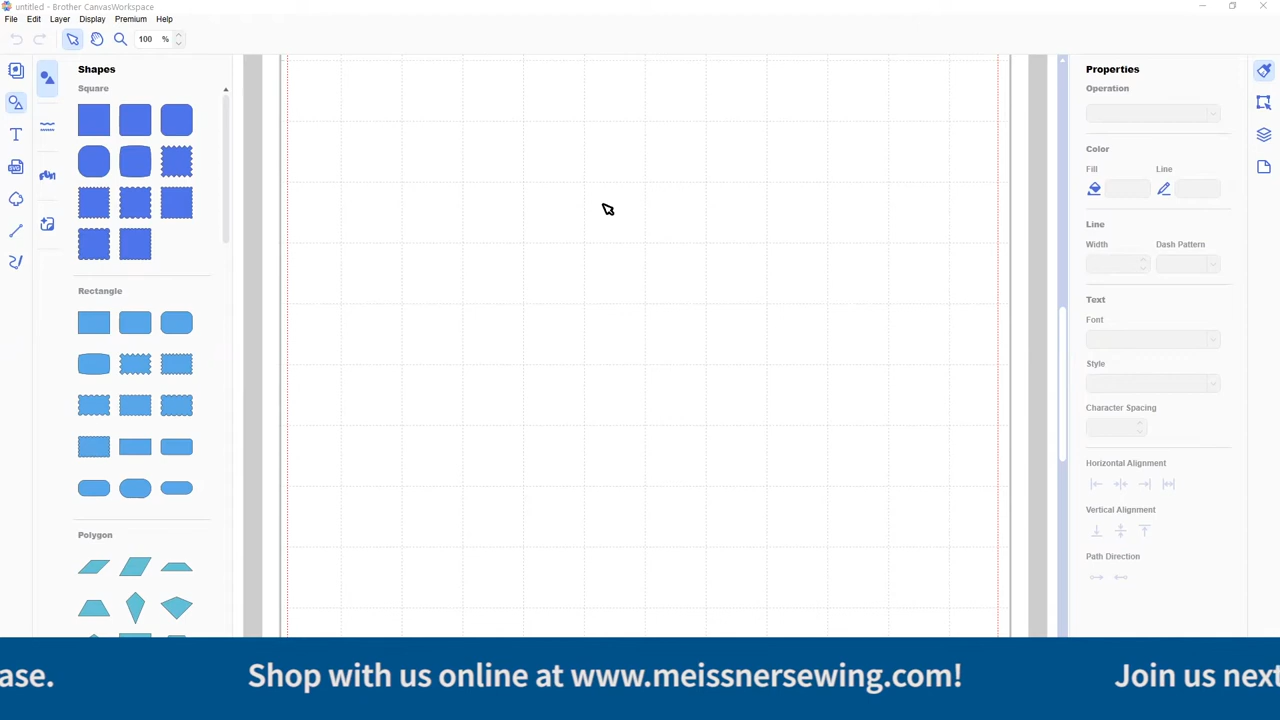 untitled - Brother CanvasWorkspace
File Edit Layer Display Premium Help
100 %
Shapes
Square
Rectangle
Polygon
Properties
Operation
Color
Fill Line
Line
Width Dash Pattern
Text
Font
Style
Character Spacing
Horizontal Alignment
Vertical Alignment
Path Direction
ase. Shop with us online at www.meissnersewing.com! Join us next